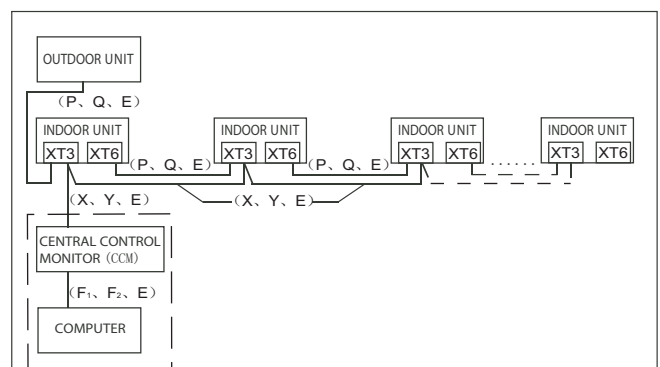 OUTDOOR UNIT
(P、Q、E)
INDOOR UNIT
XT3 XT6
(P、Q、E)
INDOOR UNIT
XT3 XT6
(P、Q、E)
INDOOR UNIT
XT3 XT6
......
INDOOR UNIT
XT3 XT6
(X、Y、E)
(X、Y、E)
CENTRAL CONTROL
MONITOR (CCM)
(F₁、F₂、E)
COMPUTER